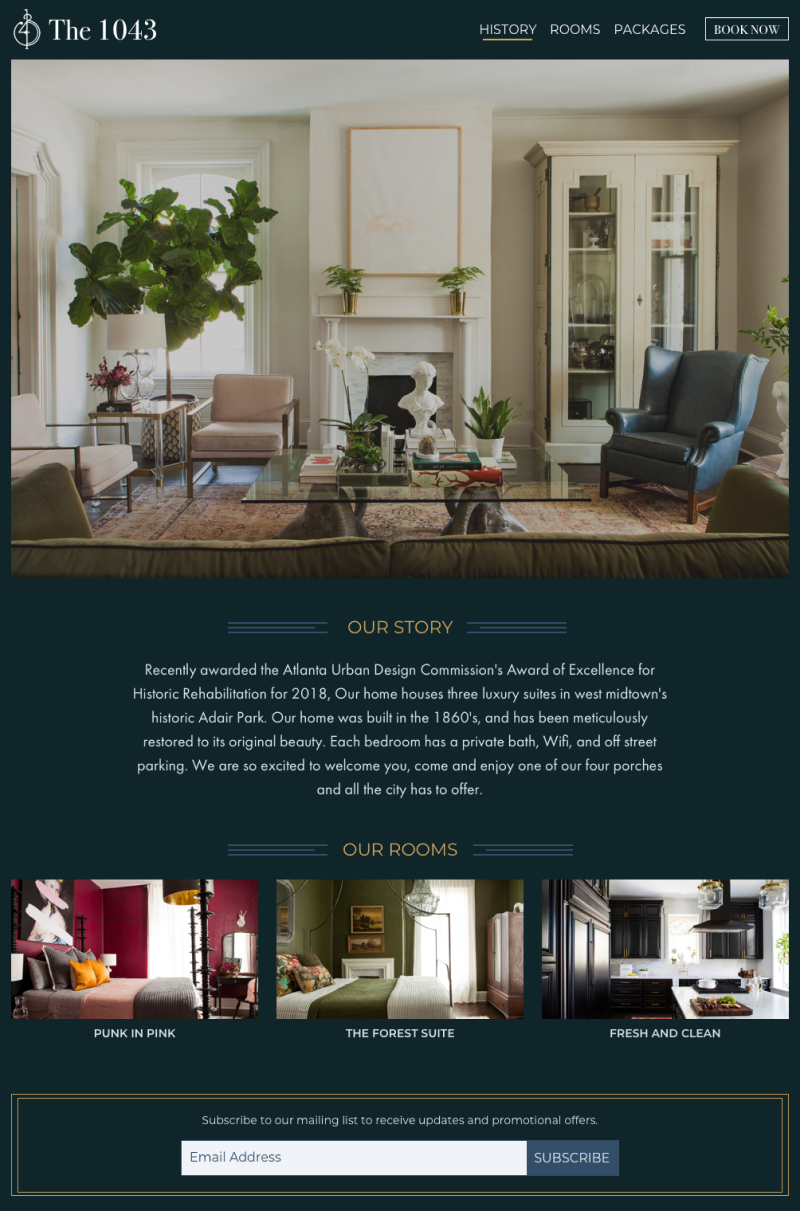 The 1043
HISTORY ROOMS PACKAGES BOOK NOW
OUR STORY
Recently awarded the Atlanta Urban Design Commission's Award of Excellence for
Historic Rehabilitation for 2018, Our home houses three luxury suites in west midtown's
historic Adair Park. Our home was built in the 1860's, and has been meticulously
restored to its original beauty. Each bedroom has a private bath, Wifi, and off street
parking. We are so excited to welcome you, come and enjoy one of our four porches
and all the city has to offer.
OUR ROOMS
PUNK IN PINK
THE FOREST SUITE
FRESH AND CLEAN
Subscribe to our mailing list to receive updates and promotional offers.
Email Address
SUBSCRIBE